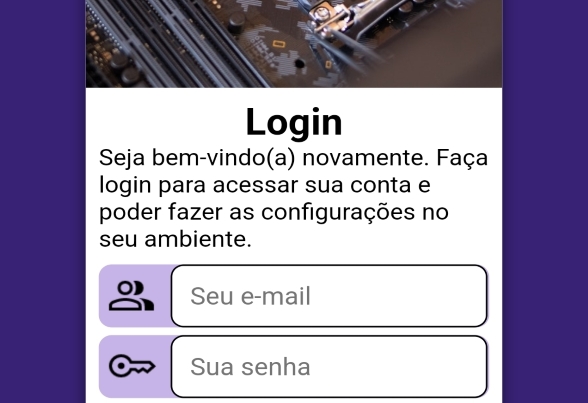 Login
Seja bem-vindo(a) novamente. Faça
login para acessar sua conta e
poder fazer as configurações no
seu ambiente.
Seu e-mail
Sua senha